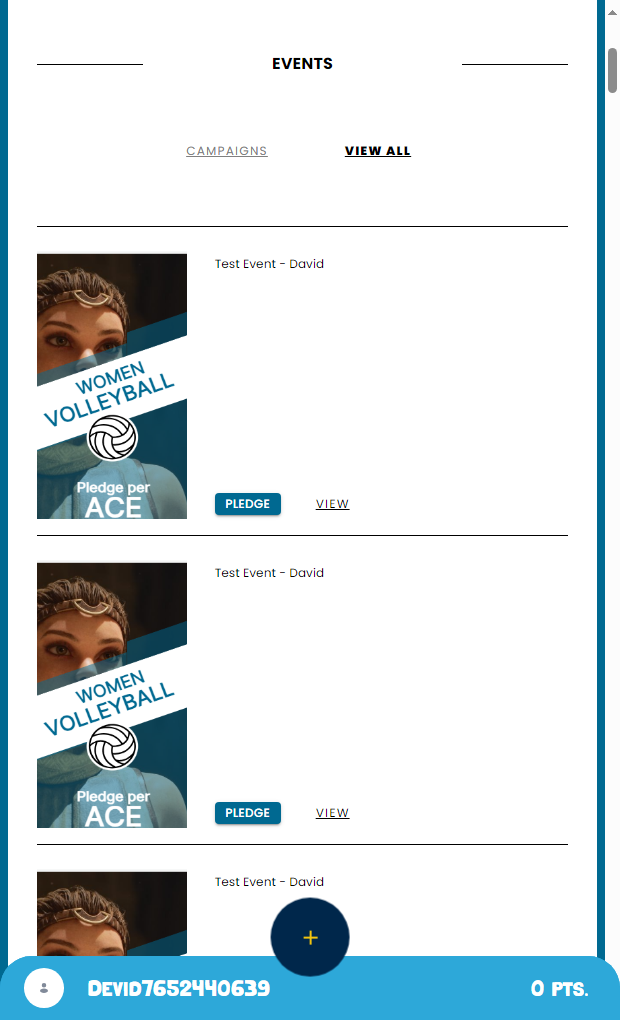 EVENTS
CAMPAIGNS VIEW ALL
Test Event - David
WOMEN
VOLLEYBALL
Pledge per
ACE
PLEDGE VIEW
Test Event - David
WOMEN
VOLLEYBALL
Pledge per
ACE
PLEDGE VIEW
Test Event - David
+
Devid7652440639 0 PTS.